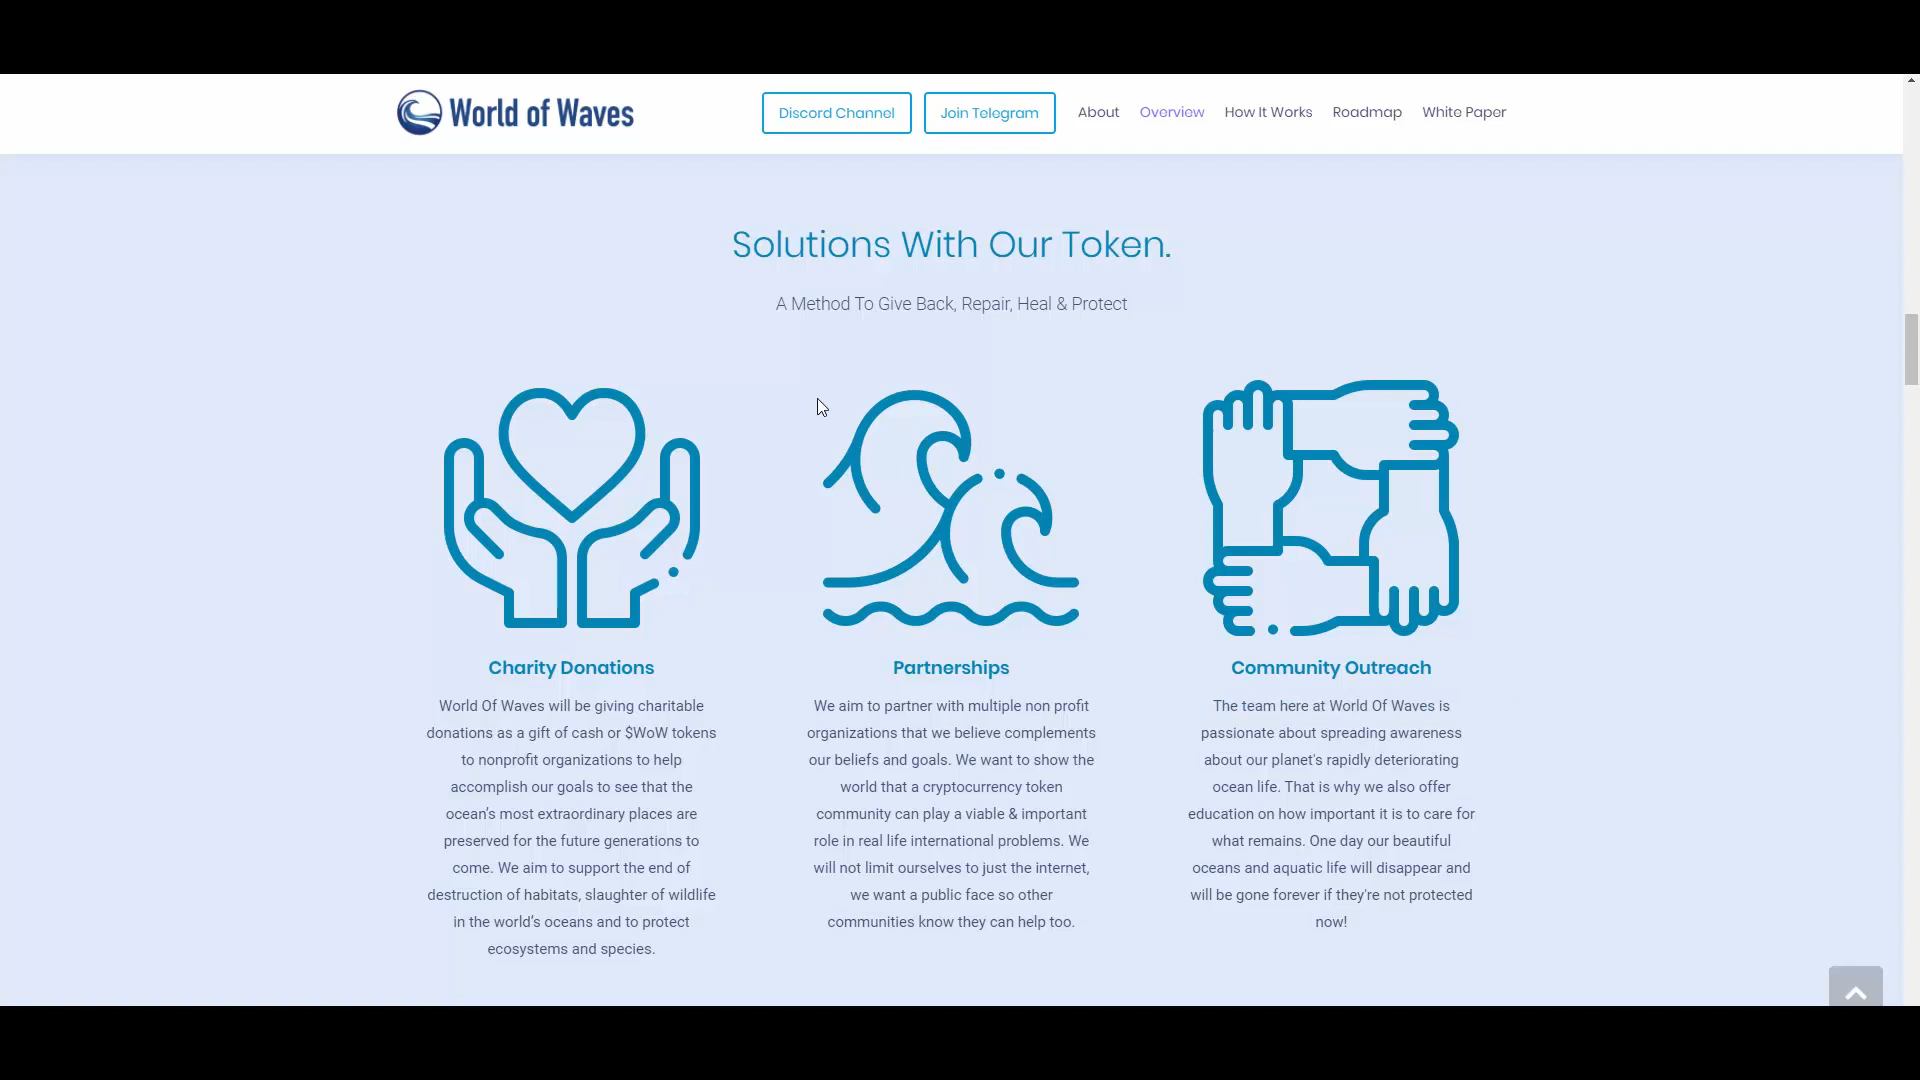 World of Waves
Discord Channel
Join Telegram
About
Overview
How It Works
Roadmap
White Paper
Solutions With Our Token.
A Method To Give Back, Repair, Heal & Protect
Charity Donations
World Of Waves will be giving charitable
donations as a gift of cash or $WoW tokens
to nonprofit organizations to help
accomplish our goals to see that the
ocean’s most extraordinary places are
preserved for the future generations to
come. We aim to support the end of
destruction of habitats, slaughter of wildlife
in the world’s oceans and to protect
ecosystems and species.
Partnerships
We aim to partner with multiple non profit
organizations that we believe complements
our beliefs and goals. We want to show the
world that a cryptocurrency token
community can play a viable & important
role in real life international problems. We
will not limit ourselves to just the internet,
we want a public face so other
communities know they can help too.
Community Outreach
The team here at World Of Waves is
passionate about spreading awareness
about our planet's rapidly deteriorating
ocean life. That is why we also offer
education on how important it is to care for
what remains. One day our beautiful
oceans and aquatic life will disappear and
will be gone forever if they're not protected
now!